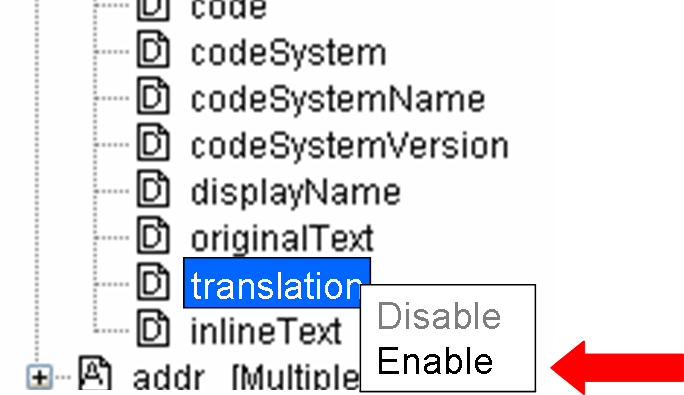 code
codeSystem
codeSystemName
codeSystemVersion
displayName
originalText
translation
Disable
inlineText
Enable
addr [Multiple